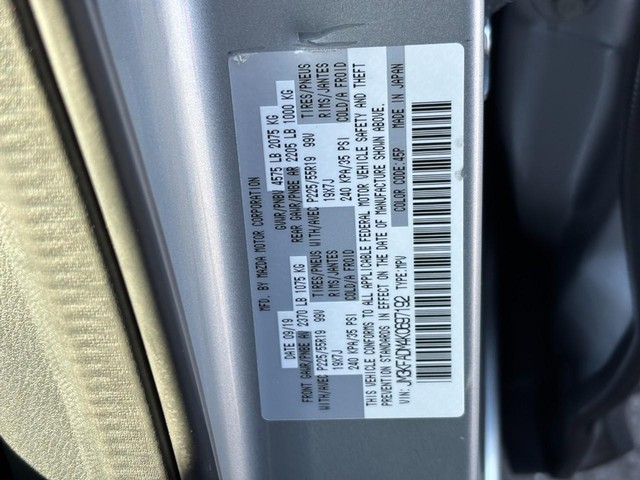 MFD. BY MAZDA MOTOR CORPORATION
DATE 09/19 GVWR/PNBV 4575 LB 2075 KG
FRONT GAWR/PNBE AV 2370 LB 1075 KG REAR GAWR/PNBE AR 2205 LB 1000 KG
WITH/AVEC P225/55R19 99V TIRES/PNEUS WITH/AVEC P225/55R19 99V TIRES/PNEUS
19X7J RIMS/JANTES 19X7J RIMS/JANTES
240 KPA/35 PSI COLD/A FROID 240 KPA/35 PSI COLD/A FROID
THIS VEHICLE CONFORMS TO ALL APPLICABLE FEDERAL MOTOR VEHICLE SAFETY AND THEFT
PREVENTION STANDARDS IN EFFECT ON THE DATE OF MANUFACTURE SHOWN ABOVE.
VIN: JM3KFADM4K0697192
TYPE:MPV COLOR CODE:45P MADE IN JAPAN